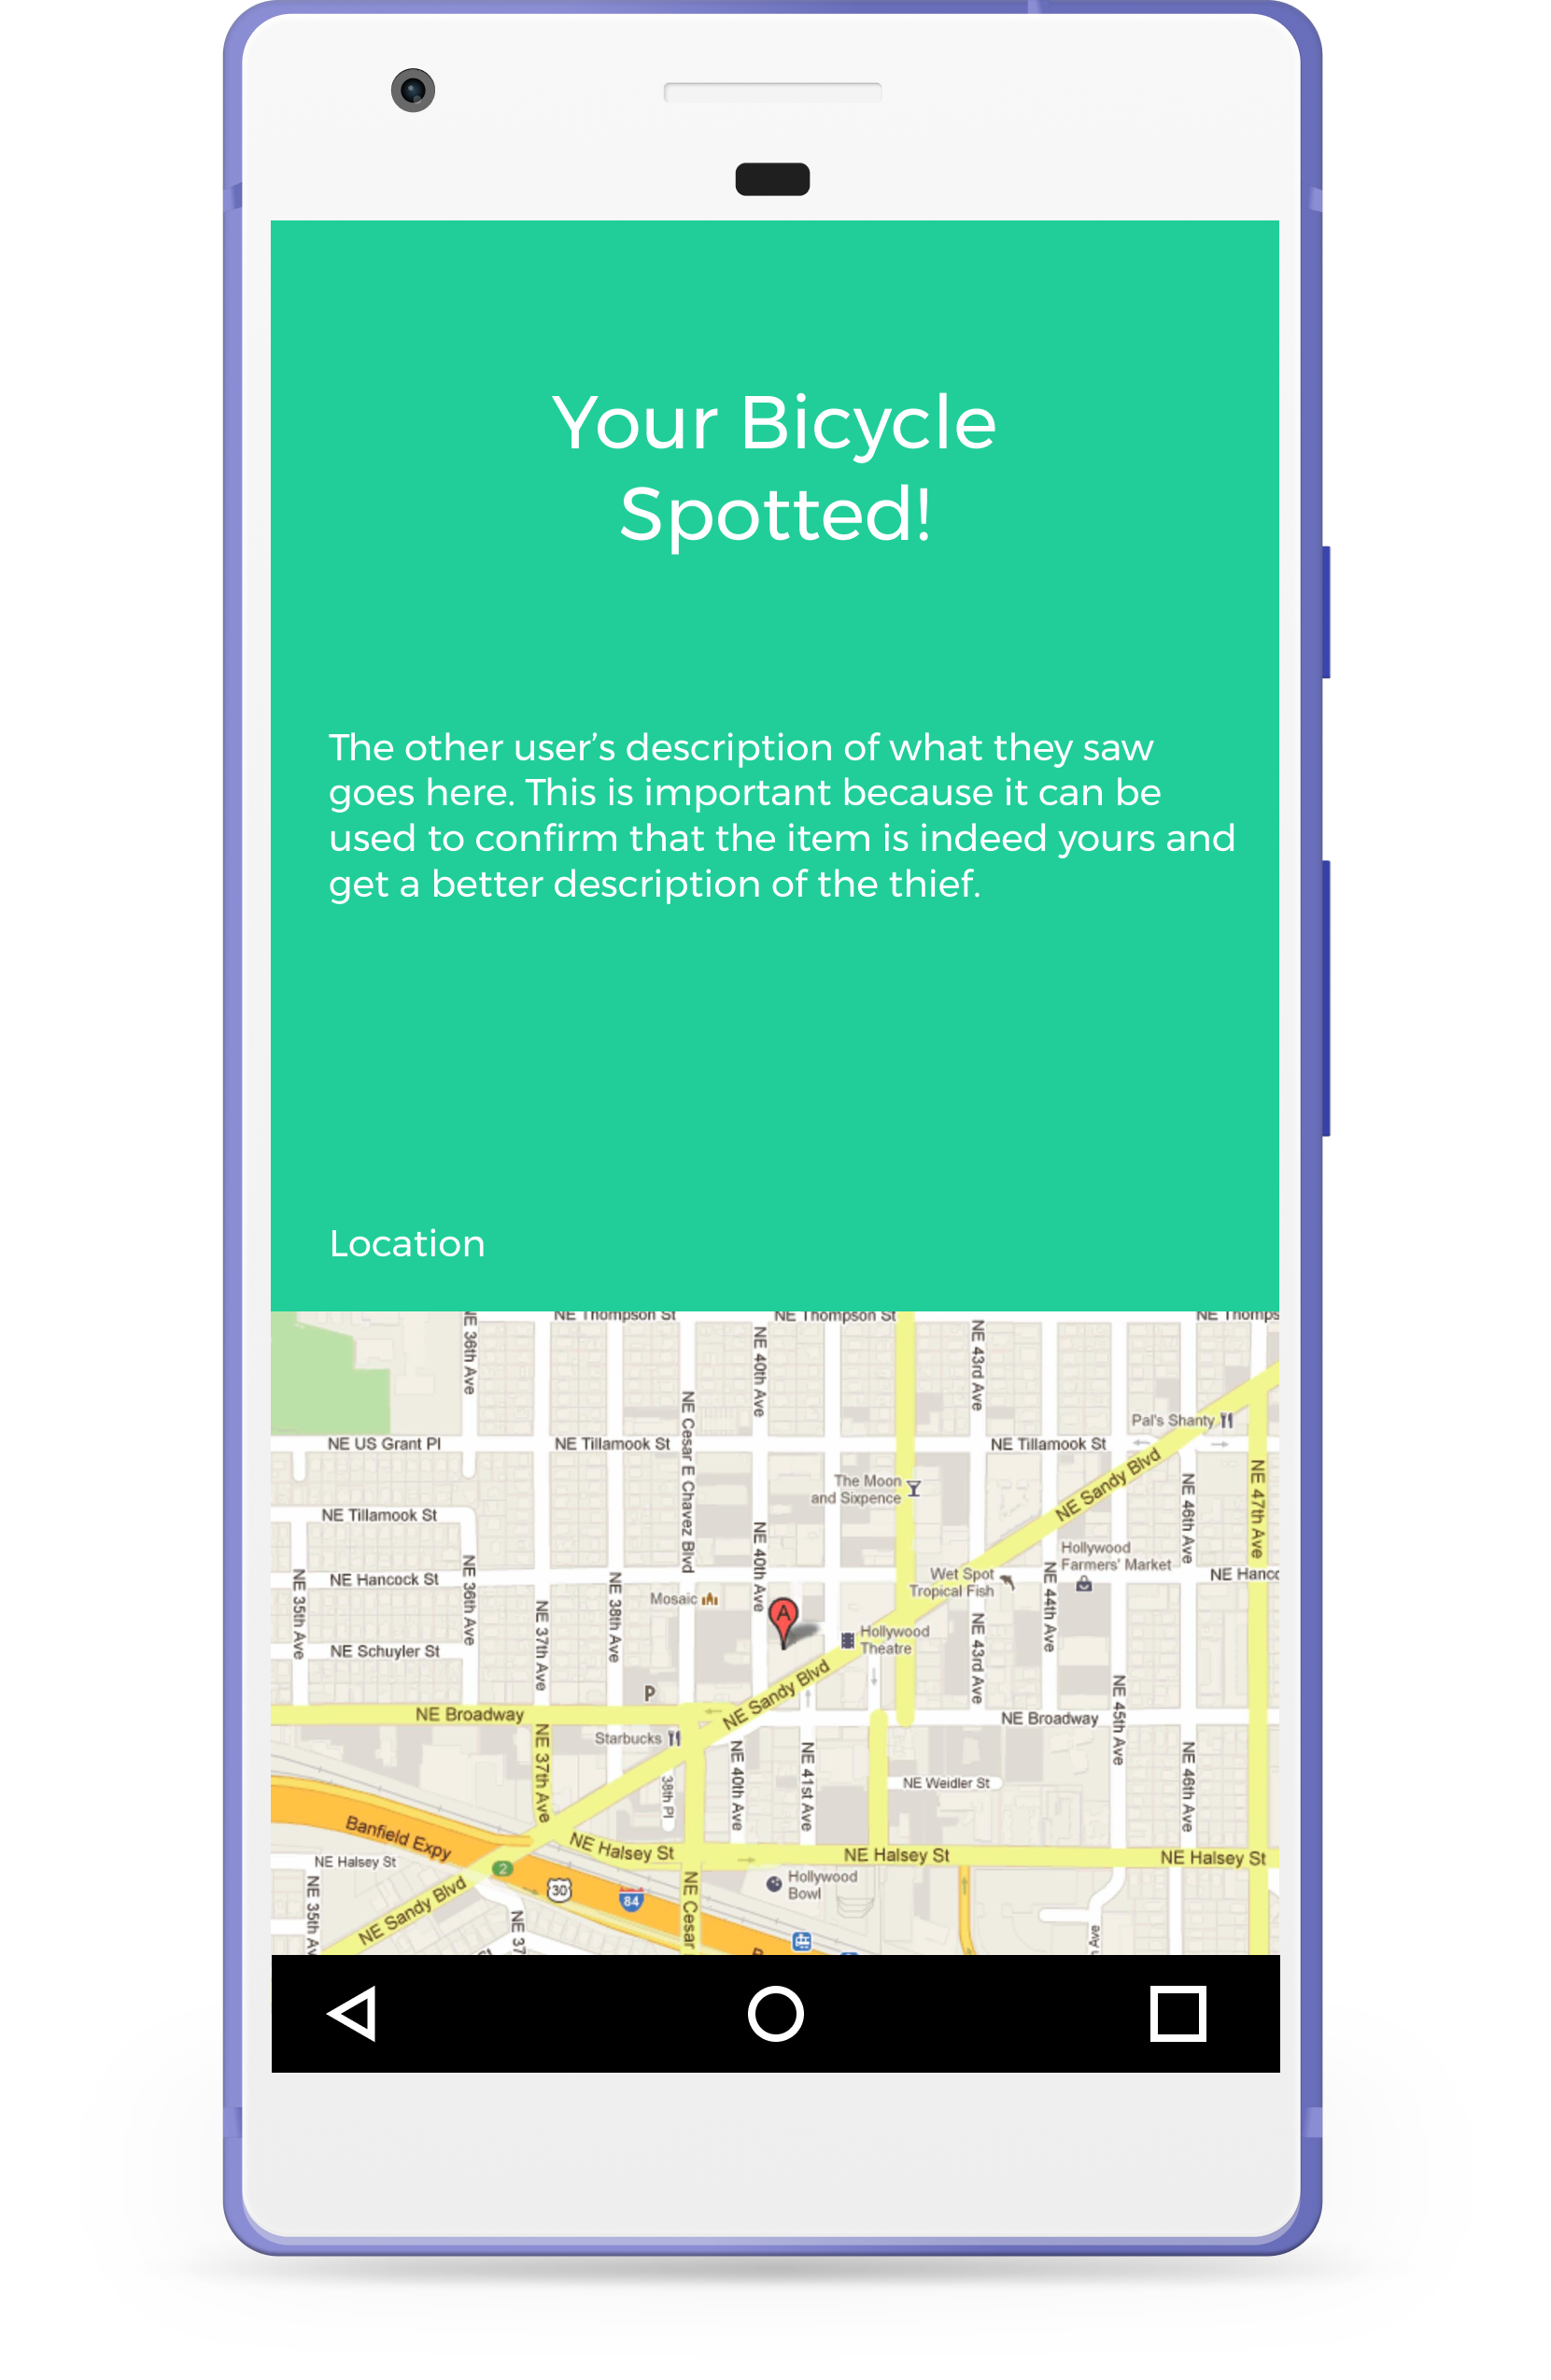 Your Bicycle
Spotted!
The other user’s description of what they saw
goes here. This is important because it can be
used to confirm that the item is indeed yours and
get a better description of the thief.
Location
NE Thompson St
NE Thompson St
NE Thomps
NE 36th Ave
NE 40th Ave
NE 43rd Ave
Pal's Shanty
NE US Grant Pl
NE Tillamook St
NE Cesar E Chavez Blvd
NE Tillamook St
NE Sandy Blvd
NE 47th Ave
The Moon
and Sixpence
NE 46th Ave
NE Tillamook St
NE 40th Ave
Hollywood
Farmers' Market
NE Hancock St
NE 35th Ave
NE 36th Ave
NE 38th Ave
NE 37th Ave
Mosaic
A
Wet Spot
Tropical Fish
NE 44th Ave
NE Hanco
NE 43rd Ave
Hollywood
Theatre
NE Schuyler St
P
NE Sandy Blvd
NE 45th Ave
NE Broadway
NE Broadway
Starbucks
NE 37th Ave
38th Pl
NE 40th Ave
NE 41st Ave
NE Weidler St
NE 46th Ave
Banfield Expy
NE Halsey St
NE Halsey St
NE Halsey St
NE Halsey St
2
30
84
Hollywood
Bowl
NE Sandy Blvd
NE 35th Av
NE 37
NE Cesar
Ave